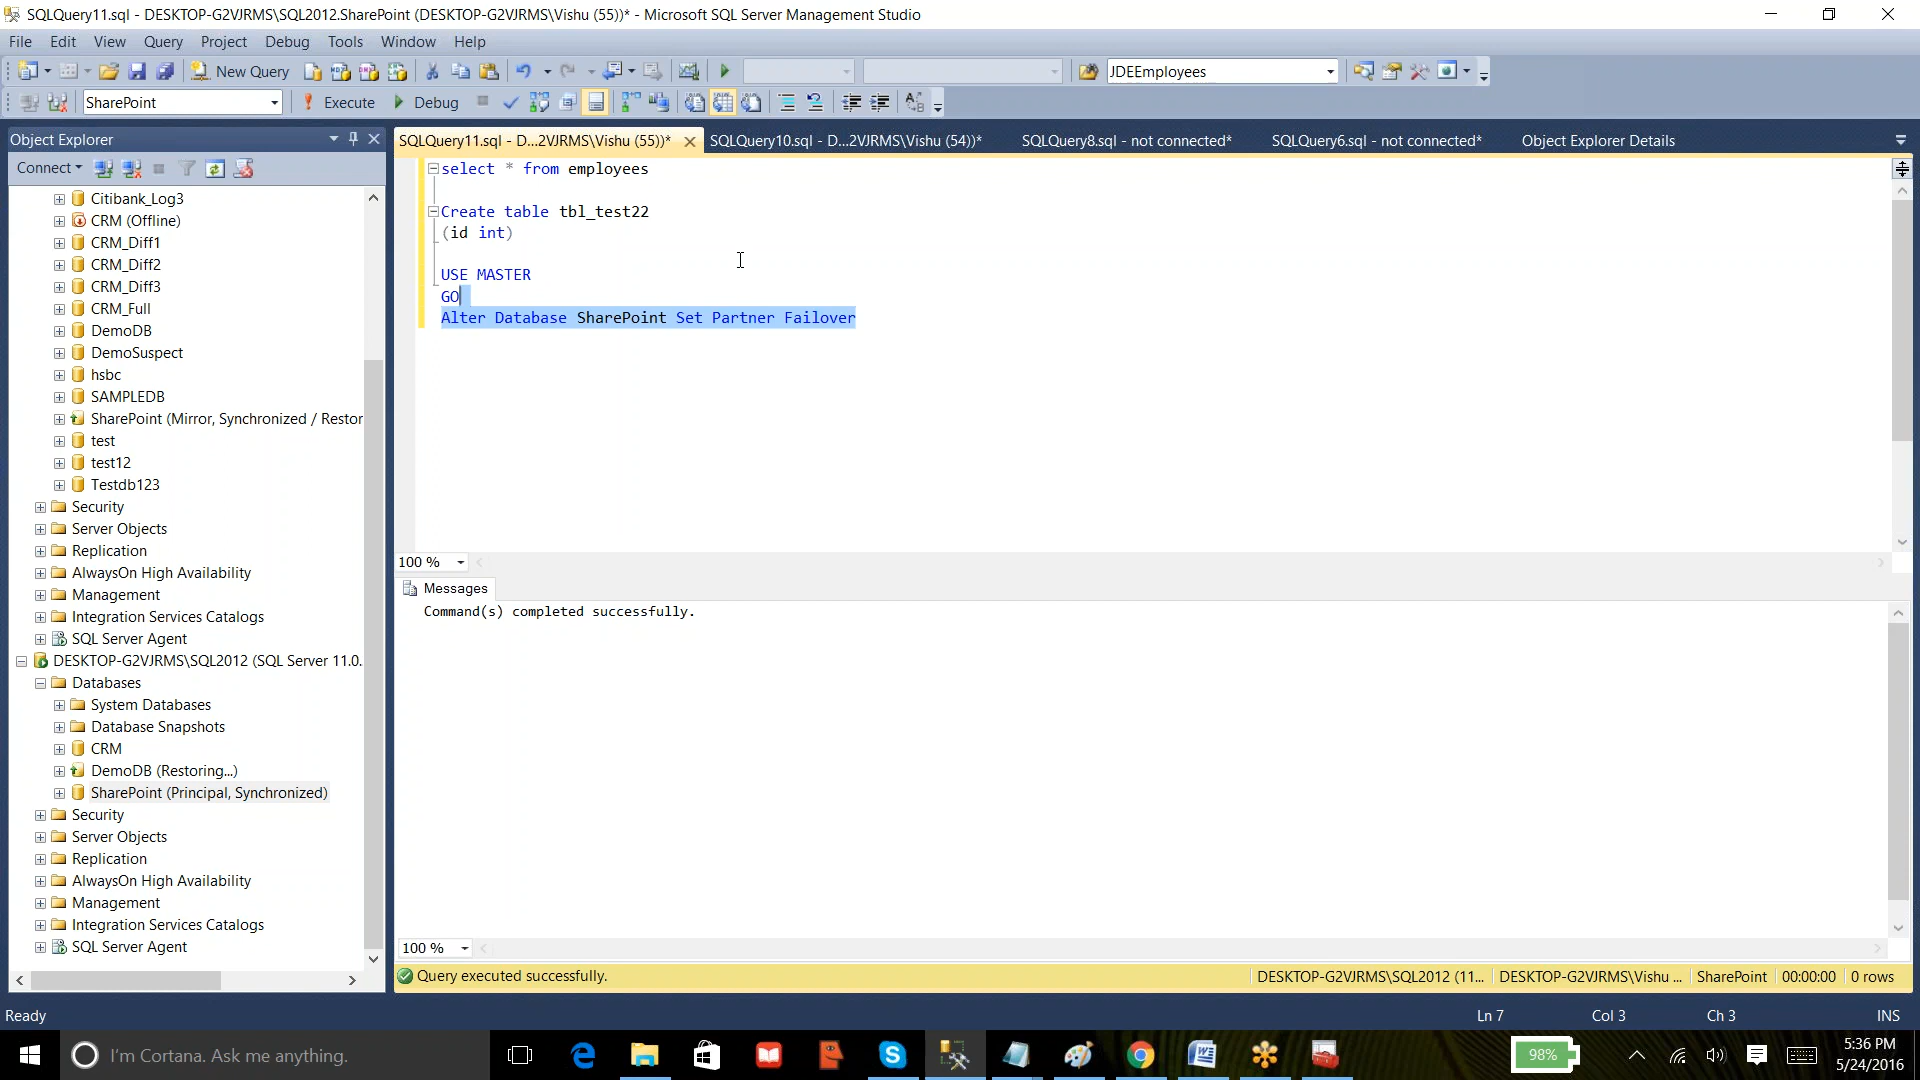 SQLQuery11.sql - DESKTOP-G2VJRMS\SQL2012.SharePoint (DESKTOP-G2VJRMS\Vishu (55))* - Microsoft SQL Server Management Studio
File Edit View Query Project Debug Tools Window Help
New Query JDEEmployees
SharePoint Execute Debug
Object Explorer
Connect
Citibank_Log3
CRM (Offline)
CRM_Diff1
CRM_Diff2
CRM_Diff3
CRM_Full
DemoDB
DemoSuspect
hsbc
SAMPLEDB
SharePoint (Mirror, Synchronized / Restor
test
test12
Testdb123
Security
Server Objects
Replication
AlwaysOn High Availability
Management
Integration Services Catalogs
SQL Server Agent
DESKTOP-G2VJRMS\SQL2012 (SQL Server 11.0.
Databases
System Databases
Database Snapshots
CRM
DemoDB (Restoring...)
SharePoint (Principal, Synchronized)
Security
Server Objects
Replication
AlwaysOn High Availability
Management
Integration Services Catalogs
SQL Server Agent
SQLQuery11.sql - D...2VJRMS\Vishu (55))* SQLQuery10.sql - D...2VJRMS\Vishu (54))* SQLQuery8.sql - not connected* SQLQuery6.sql - not connected* Object Explorer Details
select * from employees
Create table tbl_test22
(id int)
USE MASTER
GO
Alter Database SharePoint Set Partner Failover
100 %
Messages
Command(s) completed successfully.
100 %
Query executed successfully. DESKTOP-G2VJRMS\SQL2012 (11... DESKTOP-G2VJRMS\Vishu ... SharePoint 00:00:00 0 rows
Ready Ln 7 Col 3 Ch 3 INS
I'm Cortana. Ask me anything. 98% 5:36 PM
5/24/2016